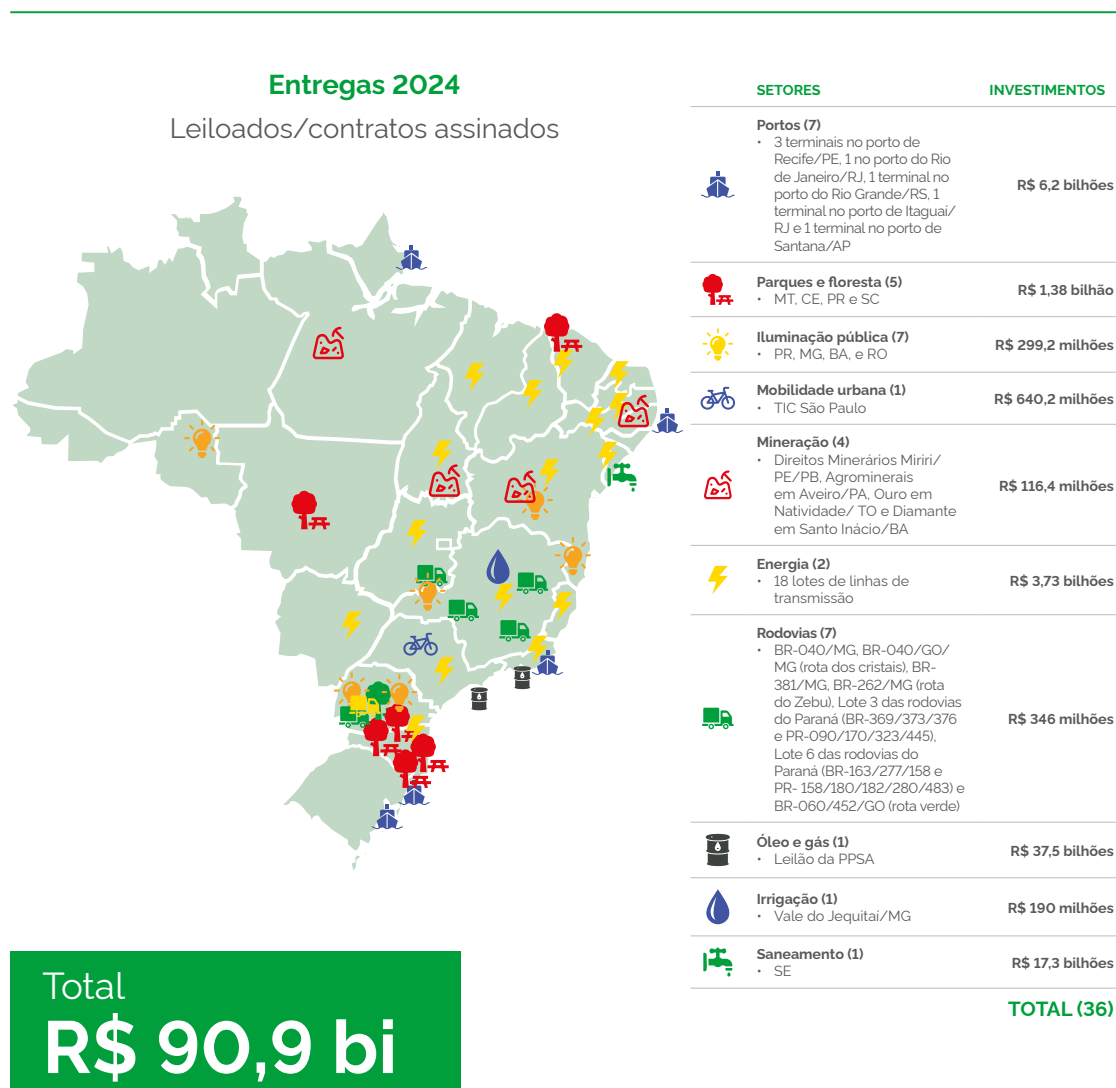 Entregas 2024
Leiloados/contratos assinados
SETORES
INVESTIMENTOS
Portos (7)
• 3 terminais no porto de
Recife/PE, 1 no porto do Rio
de Janeiro/RJ, 1 terminal no
porto do Rio Grande/RS, 1
terminal no porto de Itaguaí/
RJ e 1 terminal no porto de
Santana/AP
R$ 6,2 bilhões
Parques e floresta (5)
• MT, CE, PR e SC
R$ 1,38 bilhão
Iluminação pública (7)
• PR, MG, BA, e RO
R$ 299,2 milhões
Mobilidade urbana (1)
• TIC São Paulo
R$ 640,2 milhões
Mineração (4)
• Direitos Minerários Miriri/
PE/PB, Agrominerais
em Aveiro/PA, Ouro em
Natividade/ TO e Diamante
em Santo Inácio/BA
R$ 116,4 milhões
Energia (2)
• 18 lotes de linhas de
transmissão
R$ 3,73 bilhões
Rodovias (7)
• BR-040/MG, BR-040/GO/
MG (rota dos cristais), BR-
381/MG, BR-262/MG (rota
do Zebu), Lote 3 das rodovias
do Paraná (BR-369/373/376
e PR-090/170/323/445),
Lote 6 das rodovias do
Paraná (BR-163/277/158 e
PR- 158/180/182/280/483) e
BR-060/452/GO (rota verde)
R$ 346 milhões
Óleo e gás (1)
• Leilão da PPSA
R$ 37,5 bilhões
Irrigação (1)
• Vale do Jequitaí/MG
R$ 190 milhões
Saneamento (1)
• SE
R$ 17,3 bilhões
TOTAL (36)
Total
R$ 90,9 bi